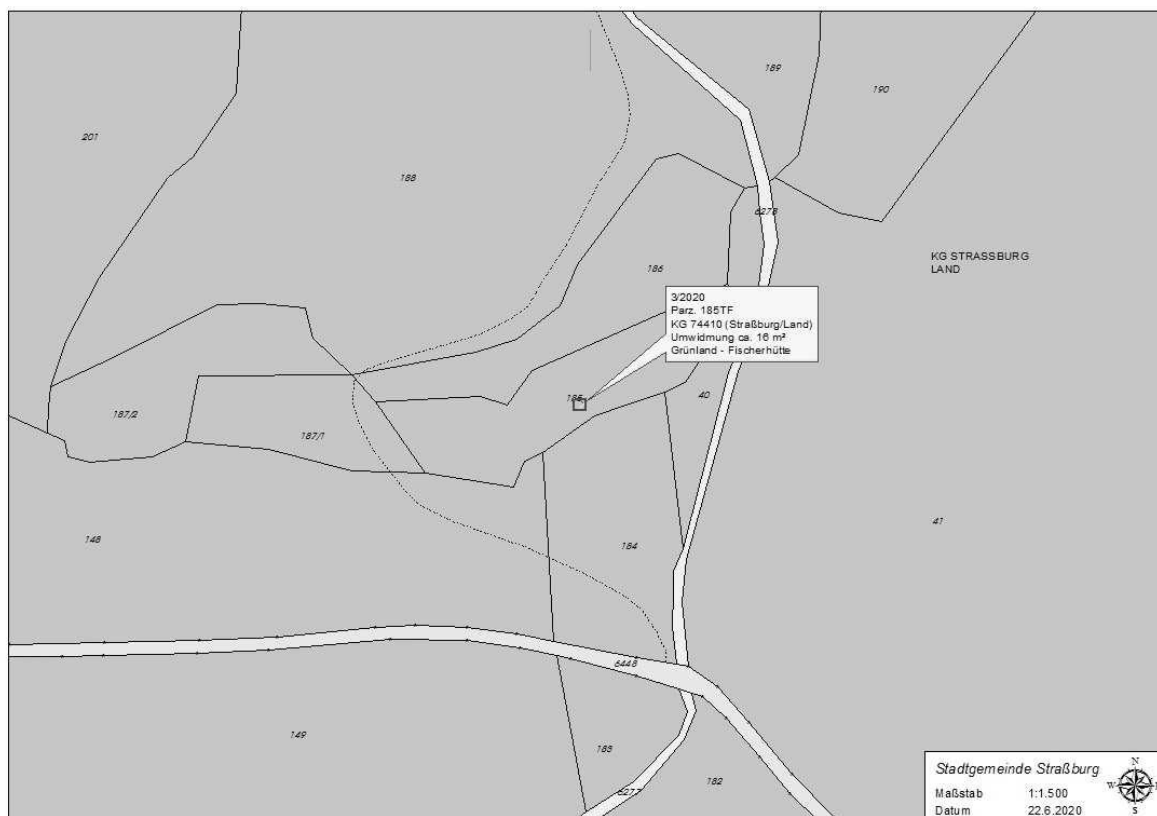 189
190
201
188
6278
KG STRASSBURG
LAND
186
3/2020
Parz. 185TF
KG 74410 (Straßburg/Land)
Umwidmung ca. 16 m²
Grünland - Fischerhütte
185
40
187/2
187/1
41
148
184
6448
149
183
182
6277
Stadtgemeinde Straßburg
Maßstab 1:1.500
Datum 22.6.2020
N
W
S